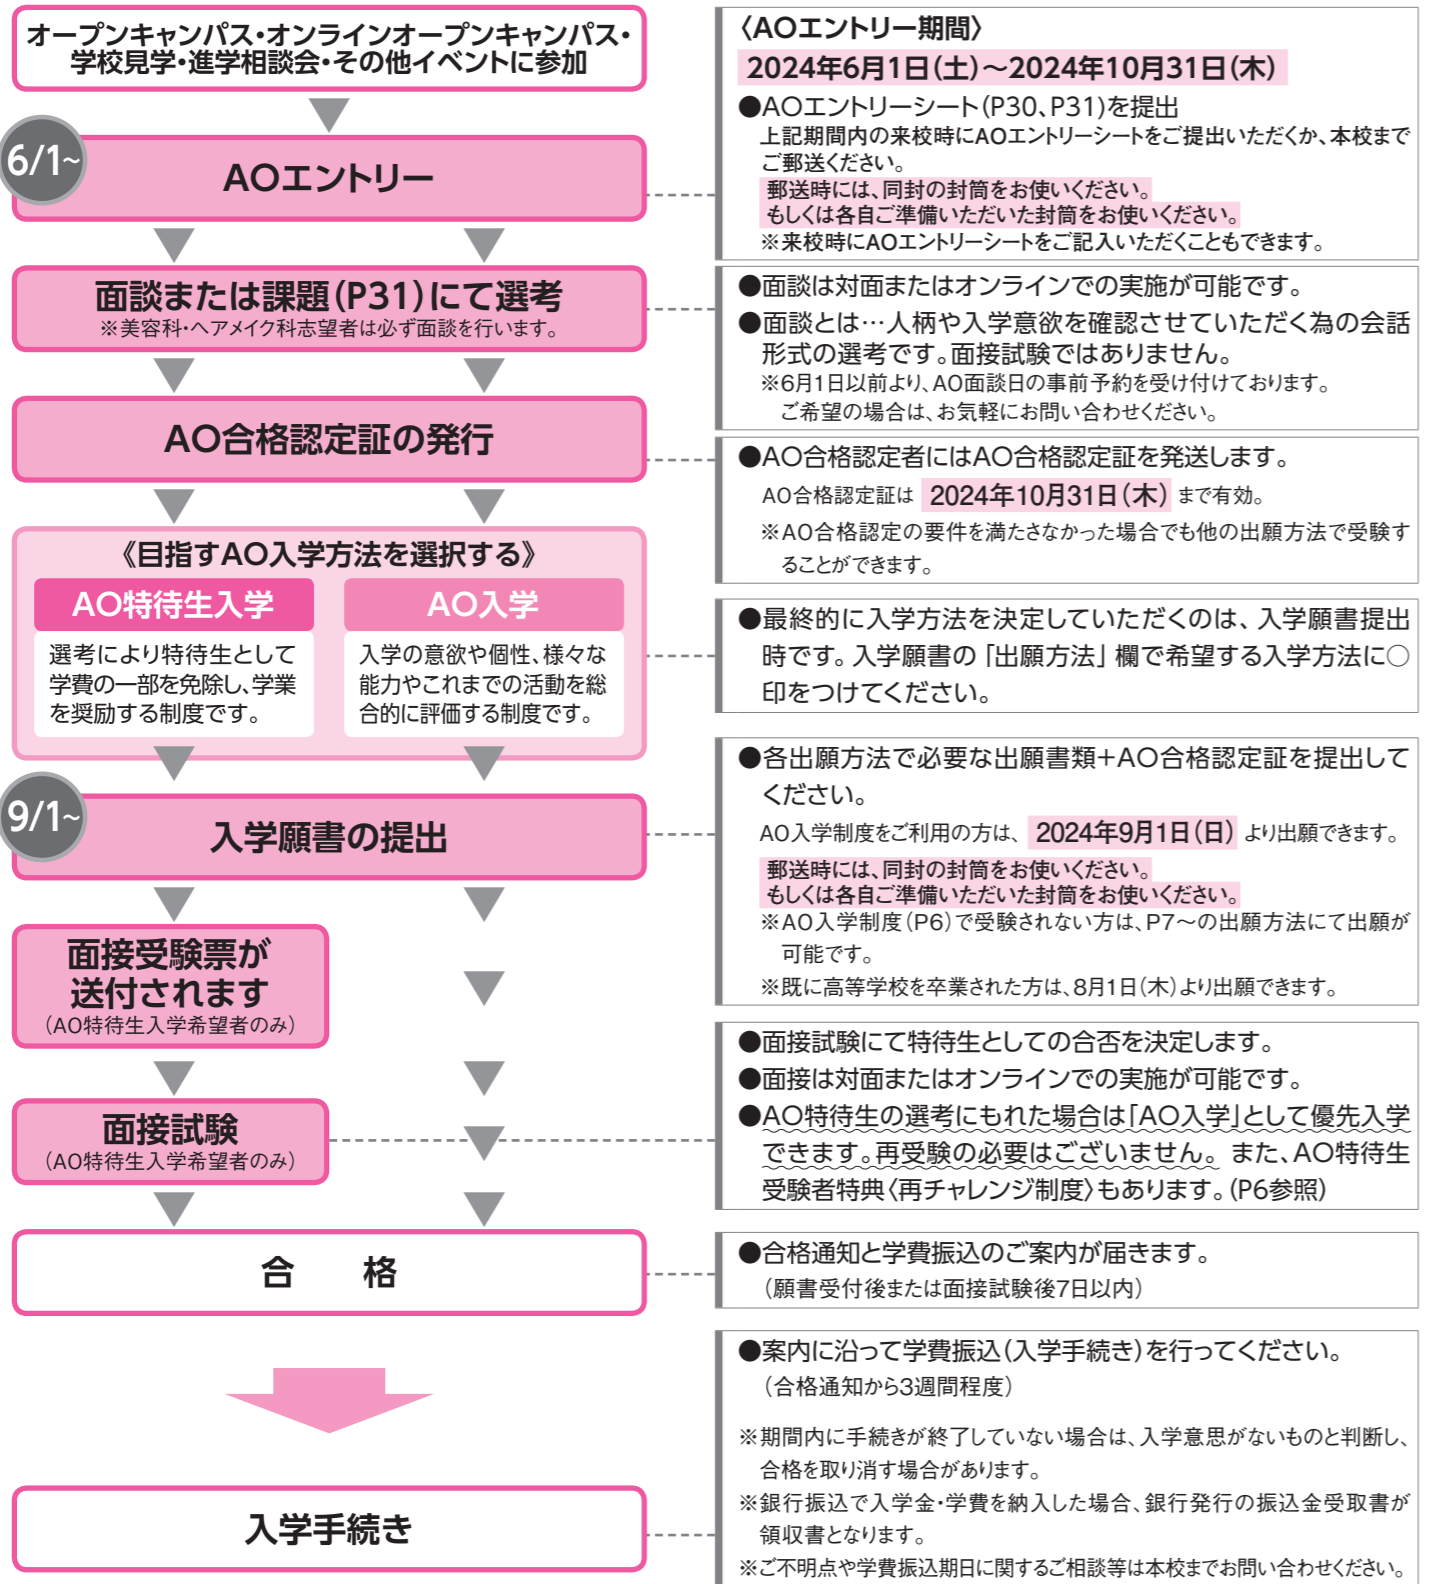 オープンキャンパス・オンラインオープンキャンパス・
学校見学・進学相談会・その他イベントに参加
6/1~
AOエントリー
〈AOエントリー期間〉
2024年6月1日(土)～2024年10月31日(木)
●AOエントリーシート(P30、P31)を提出
上記期間内の来校時にAOエントリーシートをご提出いただくか、本校まで
ご郵送ください。
郵送時には、同封の封筒をお使いください。
もしくは各自ご準備いただいた封筒をお使いください。
※来校時にAOエントリーシートをご記入いただくこともできます。
面談または課題(P31)にて選考
※美容科・ヘアメイク科志望者は必ず面談を行います。
●面談は対面またはオンラインでの実施が可能です。
●面談とは…人柄や入学意欲を確認させていただく為の会話
形式の選考です。面接試験ではありません。
※6月1日以前より、AO面談日の事前予約を受け付けております。
ご希望の場合は、お気軽にお問い合わせください。
AO合格認定証の発行
●AO合格認定者にはAO合格認定証を発送します。
AO合格認定証は 2024年10月31日(木) まで有効。
※AO合格認定の要件を満たさなかった場合でも他の出願方法で受験す
ることができます。
《目指すAO入学方法を選択する》
AO特待生入学
選考により特待生として
学費の一部を免除し、学業
を奨励する制度です。
AO入学
入学の意欲や個性、様々な
能力やこれまでの活動を総
合的に評価する制度です。
●最終的に入学方法を決定していただくのは、入学願書提出
時です。入学願書の「出願方法」欄で希望する入学方法に○
印をつけてください。
9/1~
入学願書の提出
●各出願方法で必要な出願書類+AO合格認定証を提出して
ください。
AO入学制度をご利用の方は、 2024年9月1日(日) より出願できます。
郵送時には、同封の封筒をお使いください。
もしくは各自ご準備いただいた封筒をお使いください。
※AO入学制度(P6)で受験されない方は、P7～の出願方法にて出願が
可能です。
※既に高等学校を卒業された方は、8月1日(木)より出願できます。
面接受験票が
送付されます
(AO特待生入学希望者のみ)
面接試験
(AO特待生入学希望者のみ)
●面接試験にて特待生としての合否を決定します。
●面接は対面またはオンラインでの実施が可能です。
●AO特待生の選考にもれた場合は「AO入学」として優先入学
できます。再受験の必要はございません。また、AO特待生
受験者特典〈再チャレンジ制度〉もあります。(P6参照)
合 格
●合格通知と学費振込のご案内が届きます。
(願書受付後または面接試験後7日以内)
入学手続き
●案内に沿って学費振込(入学手続き)を行ってください。
(合格通知から3週間程度)
※期間内に手続きが終了していない場合は、入学意思がないものと判断し、
合格を取り消す場合があります。
※銀行振込で入学金・学費を納入した場合、銀行発行の振込金受取書が
領収書となります。
※ご不明点や学費振込期日に関するご相談等は本校までお問い合わせください。